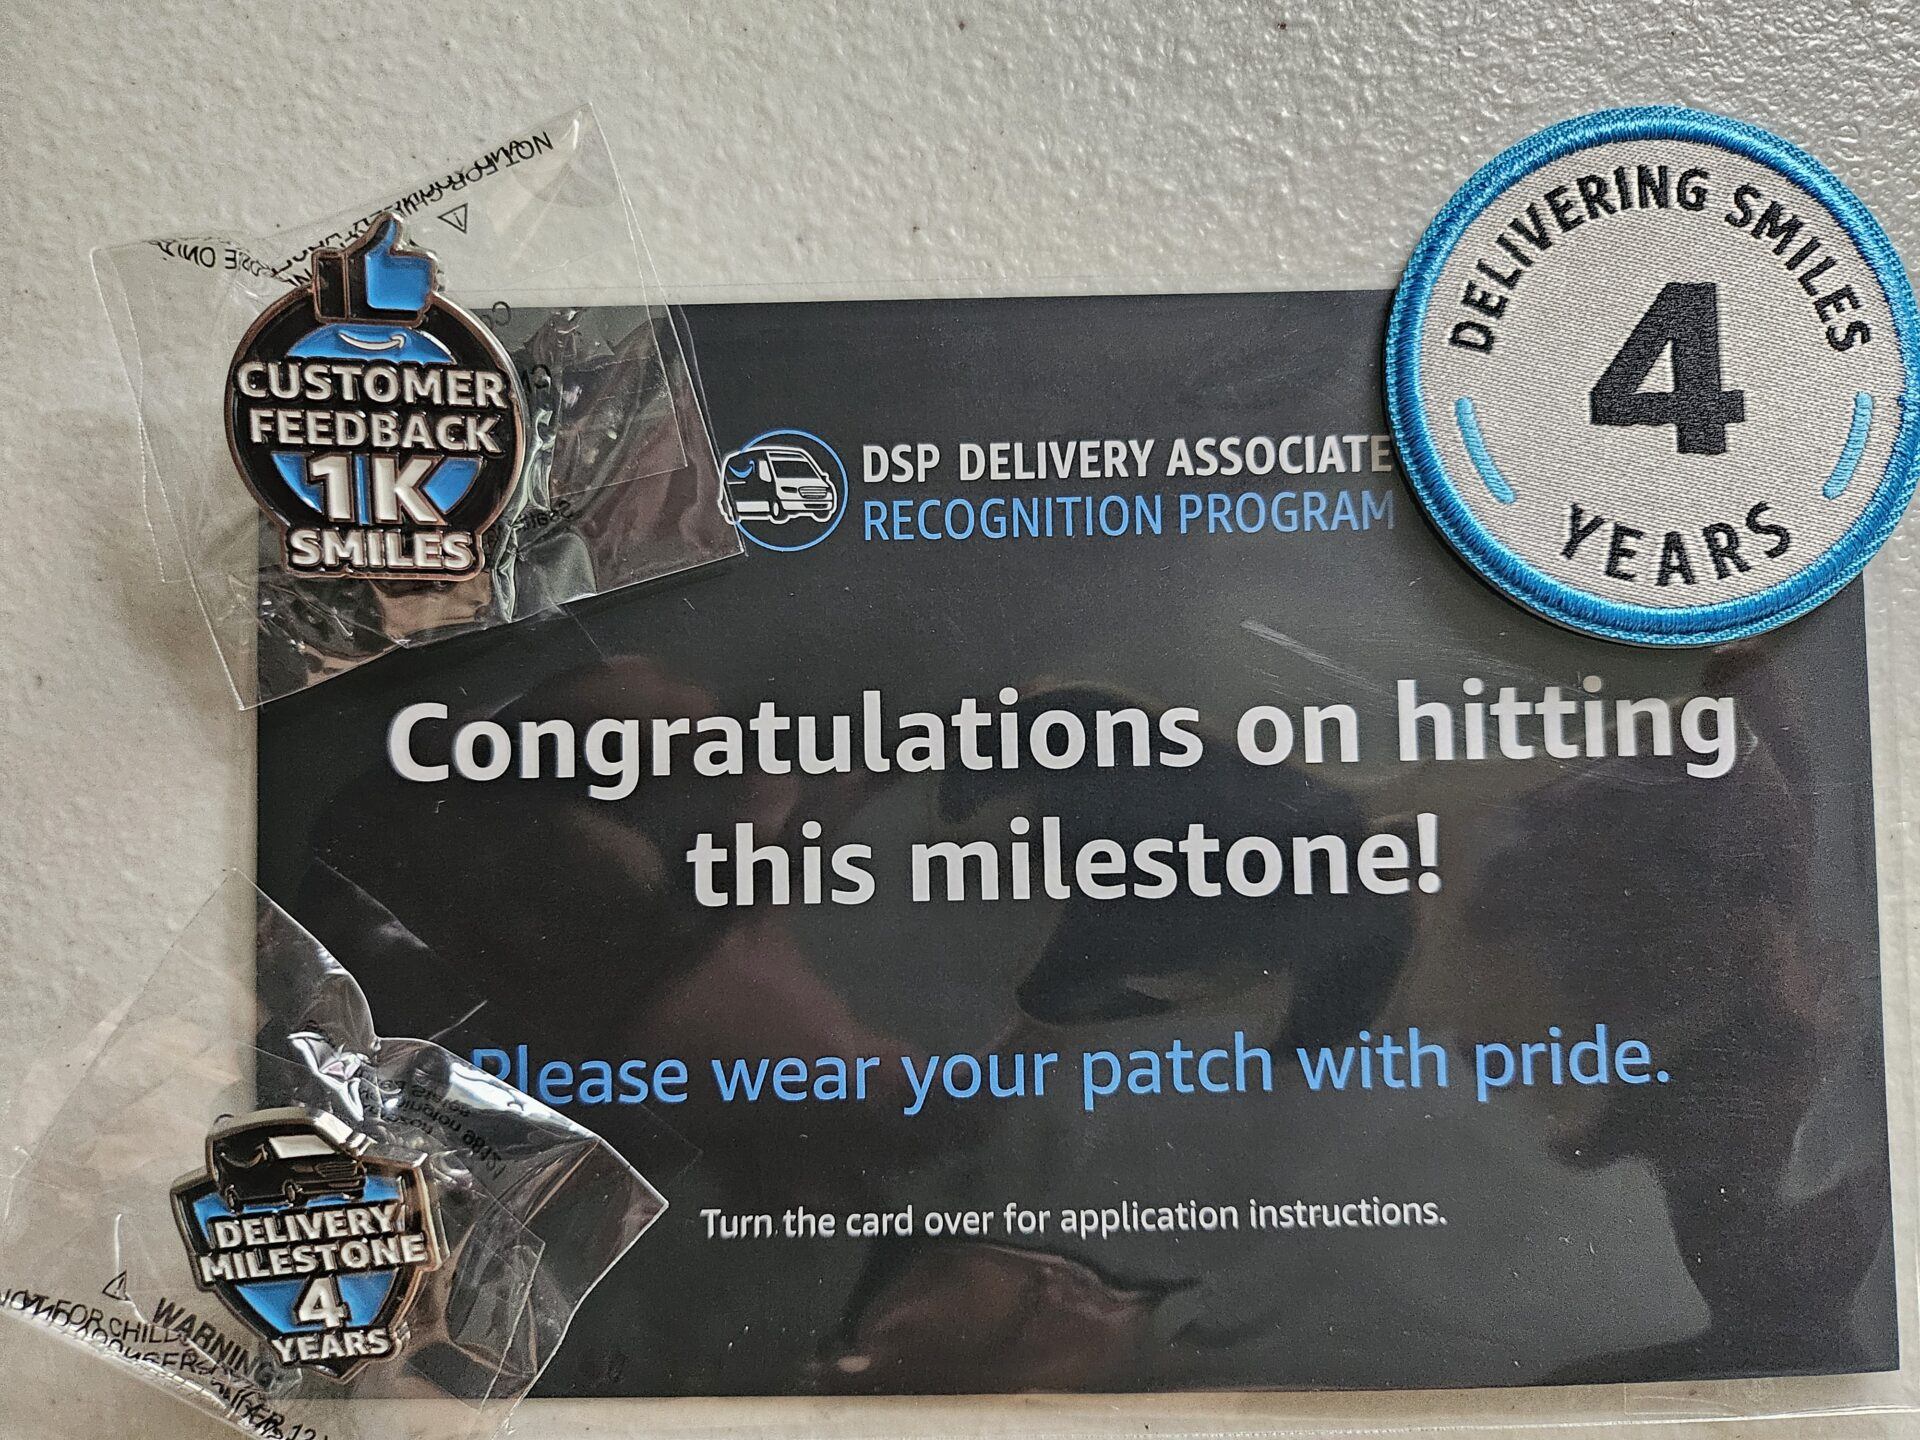 CUSTOMER
FEEDBACK
1K
SMILES
DELIVERING SMILES
4
YEARS
DSP DELIVERY ASSOCIATE
RECOGNITION PROGRAM
Congratulations on hitting
this milestone!
Please wear your patch with pride.
Turn the card over for application instructions.
DELIVERY
MILESTONE
4
YEARS
WARNING